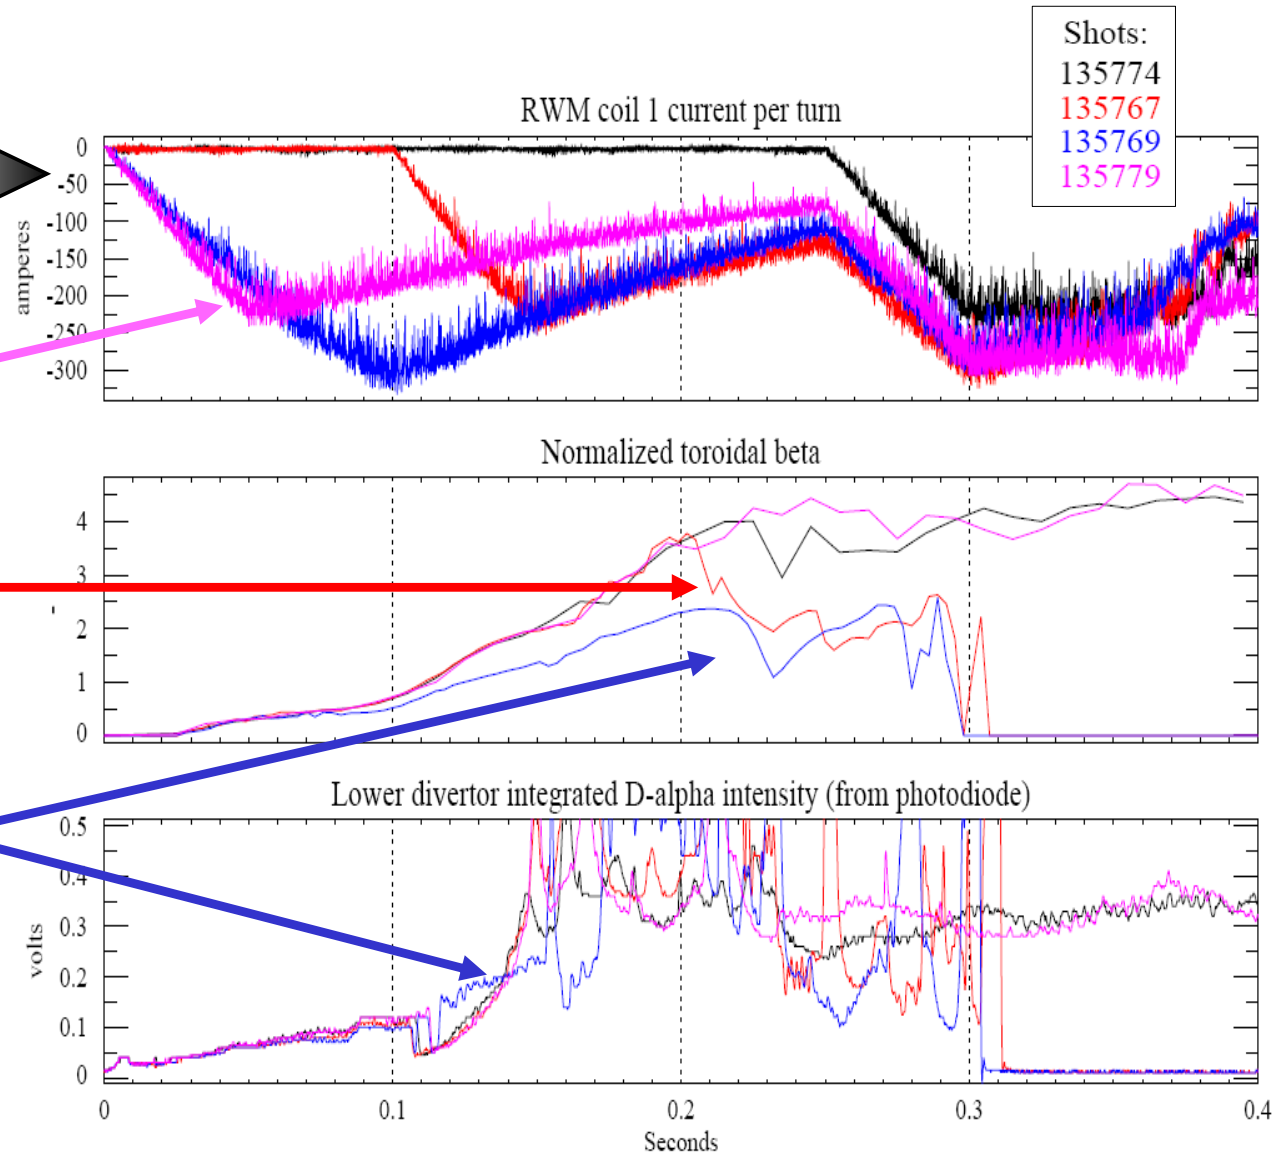 Shots:
135774
135767
135769
135779
RWM coil 1 current per turn
0
-50
-100
-150
-200
-250
-300
amperes
Normalized toroidal beta
4
3
2
1
0
-
Lower divertor integrated D-alpha intensity (from photodiode)
0.5
0.4
0.3
0.2
0.1
0
volts
0 0.1 0.2 0.3 0.4
Seconds